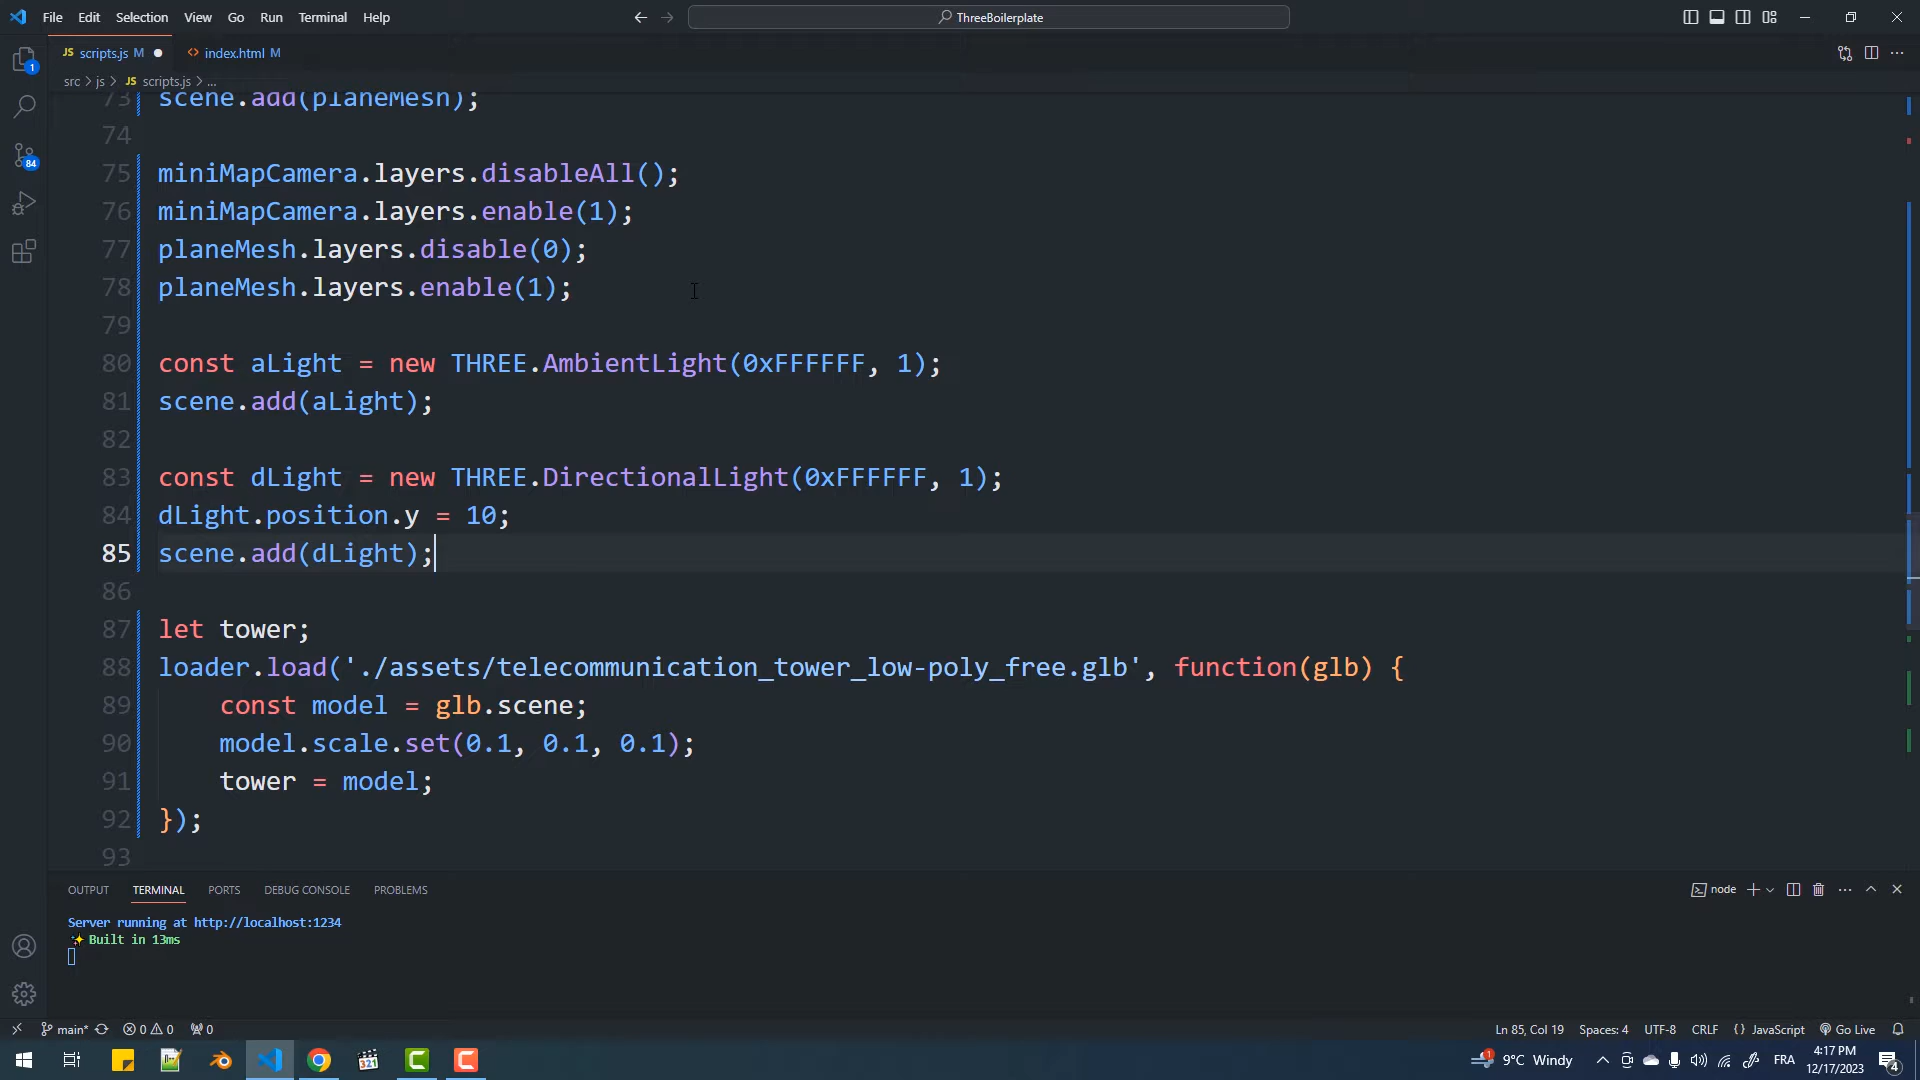 File Edit Selection View Go Run Terminal Help
ThreeBoilerplate
JS scripts.js M
<> index.html M
src > js > JS scripts.js > ...
73 scene.add(planeMesh);
74
75 miniMapCamera.layers.disableAll();
76 miniMapCamera.layers.enable(1);
77 planeMesh.layers.disable(0);
78 planeMesh.layers.enable(1);
79
80 const aLight = new THREE.AmbientLight(0xFFFFFF, 1);
81 scene.add(aLight);
82
83 const dLight = new THREE.DirectionalLight(0xFFFFFF, 1);
84 dLight.position.y = 10;
85 scene.add(dLight);
86
87 let tower;
88 loader.load('./assets/telecommunication_tower_low-poly_free.glb', function(glb) {
89 const model = glb.scene;
90 model.scale.set(0.1, 0.1, 0.1);
91 tower = model;
92 });
93
1
84
OUTPUT TERMINAL PORTS DEBUG CONSOLE PROBLEMS
node
Server running at http://localhost:1234
✨ Built in 13ms
main* 0 0 0
Ln 85, Col 19 Spaces: 4 UTF-8 CRLF {} JavaScript Go Live
321
1 9°C Windy
FRA
4:17 PM
12/17/2023
4